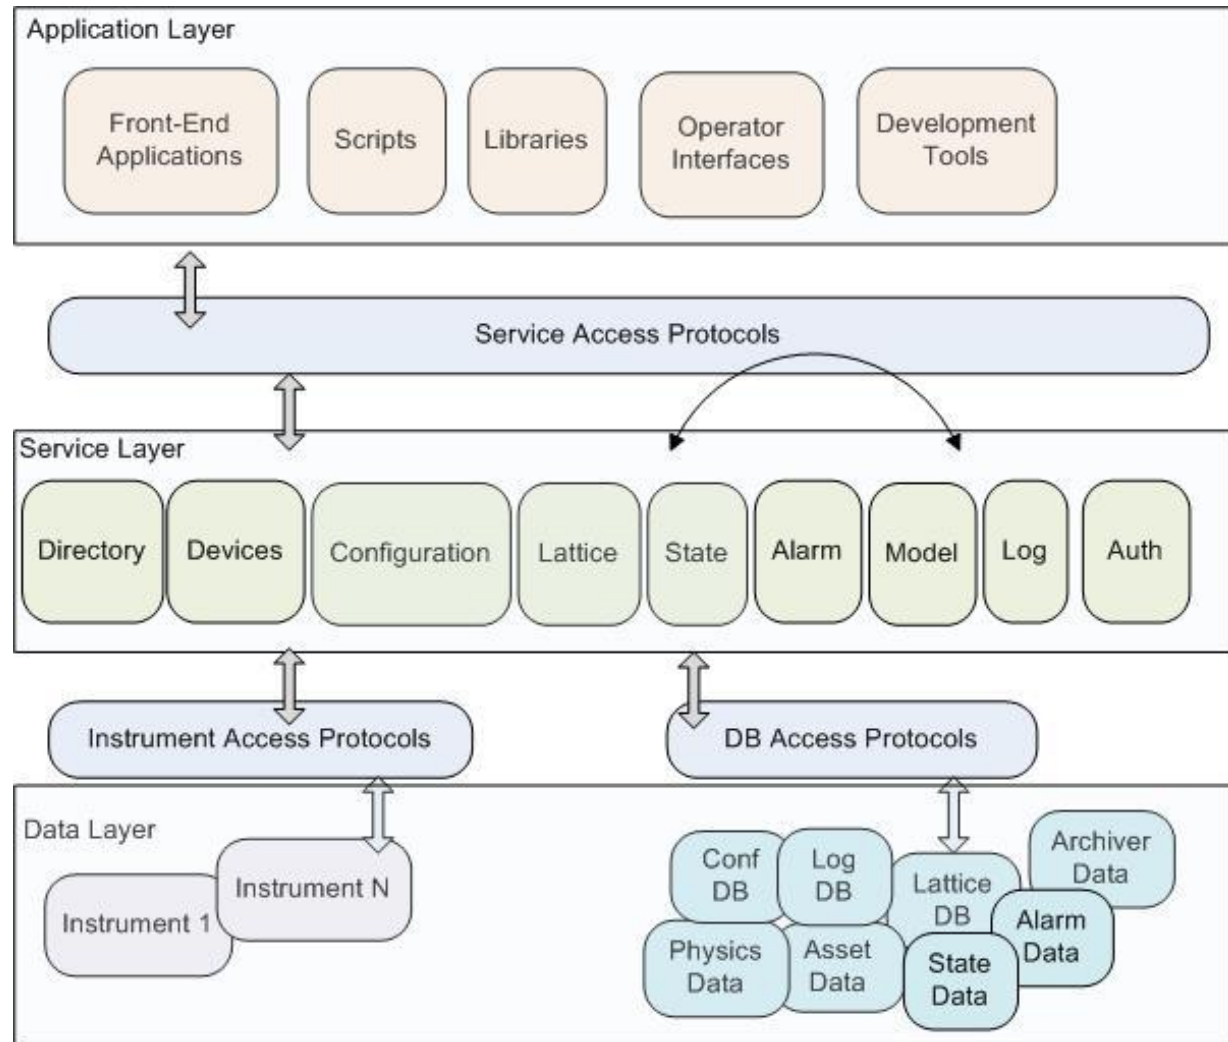 Application Layer
Front-End
Applications
Scripts
Libraries
Operator
Interfaces
Development
Tools
Service Access Protocols
Service Layer
Directory
Devices
Configuration
Lattice
State
Alarm
Model
Log
Auth
Instrument Access Protocols
DB Access Protocols
Data Layer
Instrument 1
Instrument N
Conf
DB
Log
DB
Lattice
DB
Archiver
Data
Physics
Data
Asset
Data
State
Data
Alarm
Data